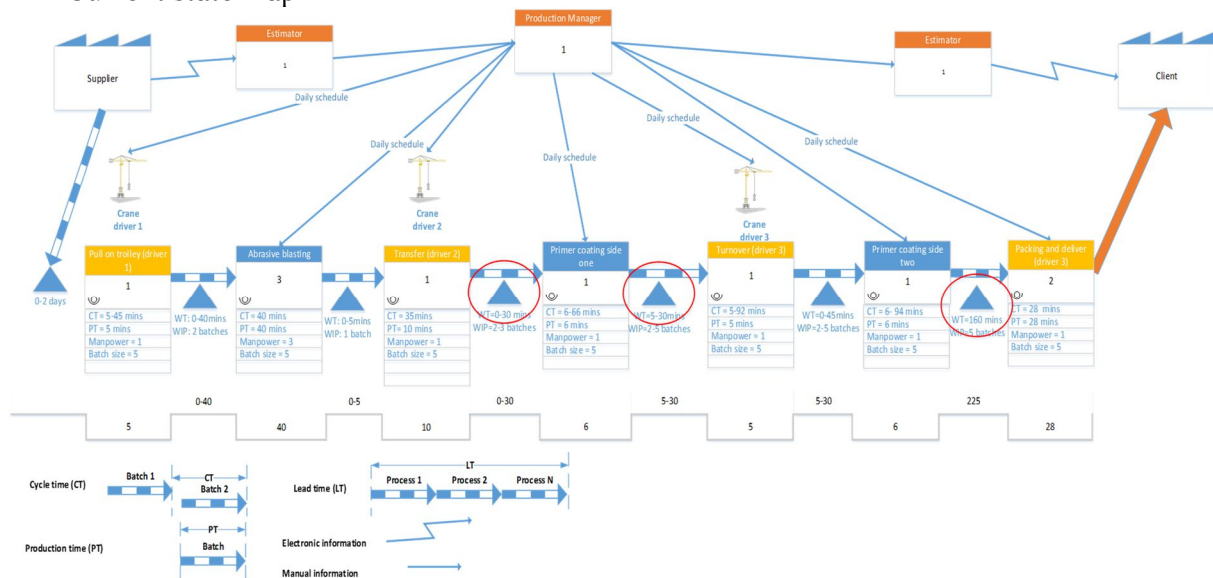 Current state map
Production Manager
1
Estimator
1
Estimator
1
Supplier
Client
Daily schedule
Daily schedule
Daily schedule
Daily schedule
Daily schedule
Daily schedule
Crane
driver 1
Crane
driver 2
Crane
driver 3
0-2 days
Pull on trolley (driver
1)
1
CT = 5-45 mins
PT = 5 mins
Manpower = 1
Batch size = 5
WT: 0-40mins
WIP: 2 batches
Abrasive blasting
3
CT = 40 mins
PT = 40 mins
Manpower = 3
Batch size = 5
WT: 0-5mins
WIP: 1 batch
Transfer (driver 2)
1
CT = 35mins
PT= 10 mins
Manpower = 1
Batch size = 5
WT=0-30 mins
WIP=2-3 batches
Primer coating side
one
1
CT = 6-66 mins
PT = 6 mins
Manpower = 1
Batch size = 5
WT=5-30mins
WIP=2-5 batches
Turnover (driver 3)
1
CT = 5-92 mins
PT = 5 mins
Manpower = 1
Batch size = 5
WT=0-45mins
WIP=2-5 batches
Primer coating side
two
1
CT = 6- 94 mins
PT = 6 mins
Manpower = 1
Batch size = 5
WT=160 mins
WIP=5 batches
Packing and deliver
(driver 3)
2
CT = 28 mins
PT = 28 mins
Manpower = 1
Batch size = 5
0-40
0-5
0-30
5-30
5-30
225
5
40
10
6
5
6
28
Cycle time (CT)
Batch 1
CT
Batch 2
PT
Production time (PT)
Batch
Lead time (LT)
LT
Process 1
Process 2
Process N
Electronic information
Manual information